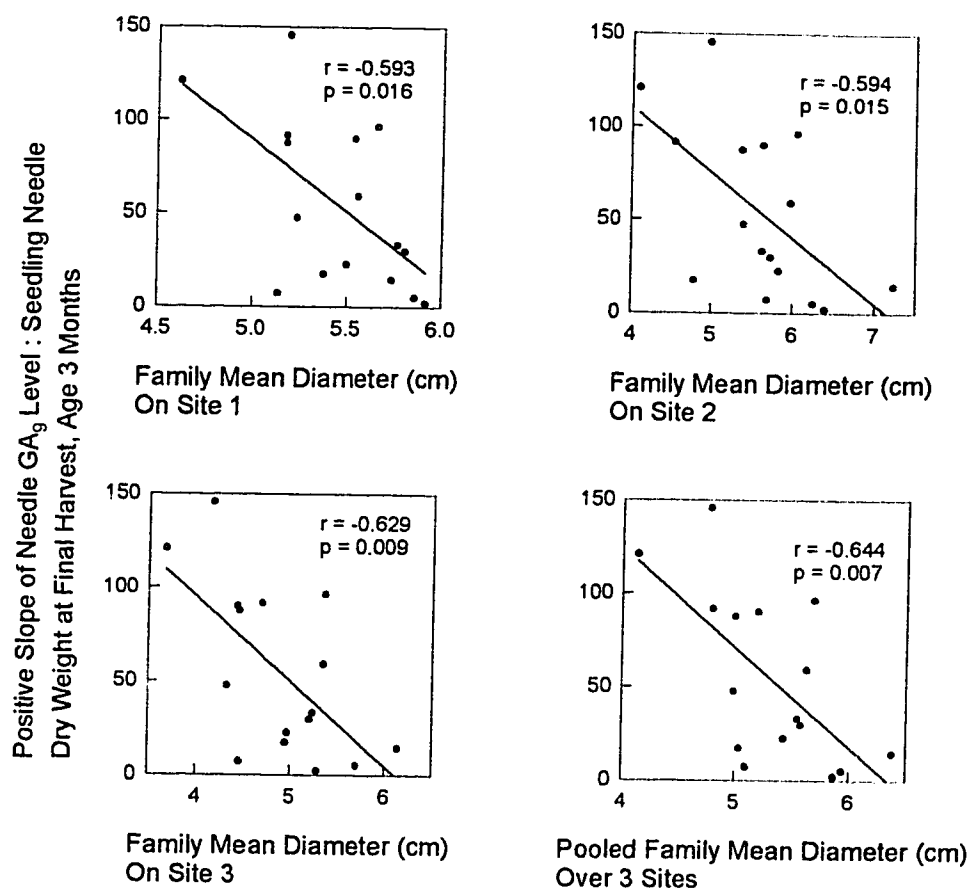 Positive Slope of Needle GA9 Level : Seedling Needle
Dry Weight at Final Harvest, Age 3 Months
150
100
50
0
r = -0.593
p = 0.016
4.5
5.0
5.5
6.0
Family Mean Diameter (cm)
On Site 1
150
100
50
0
r = -0.594
p = 0.015
4
5
6
7
Family Mean Diameter (cm)
On Site 2
150
100
50
0
r = -0.629
p = 0.009
4
5
6
Family Mean Diameter (cm)
On Site 3
150
100
50
0
r = -0.644
p = 0.007
4
5
6
Pooled Family Mean Diameter (cm)
Over 3 Sites